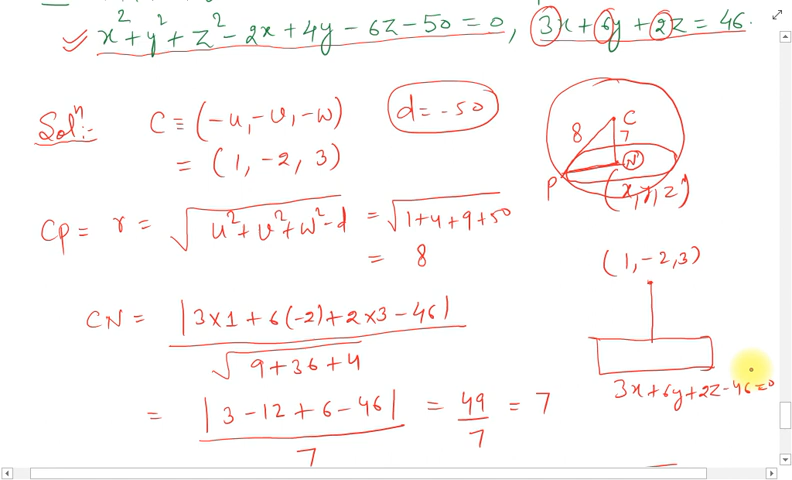 x²+y²+z²-2x+4y-6z-50=0, 3x+6y+2z=46.
Solⁿ:- C ≡ (-u,-v,-w)
d=-50
= (1,-2,3)
CP = r = √(u²+v²+w²-d) = √(1+4+9+50)
= 8
C
8
7
N
P
(x,y,z)
(1,-2,3)
CN = |3×1+6(-2)+2×3-46|
√(9+36+4)
3x+6y+2z-46=0
= |3-12+6-46| = 49 = 7
7 7